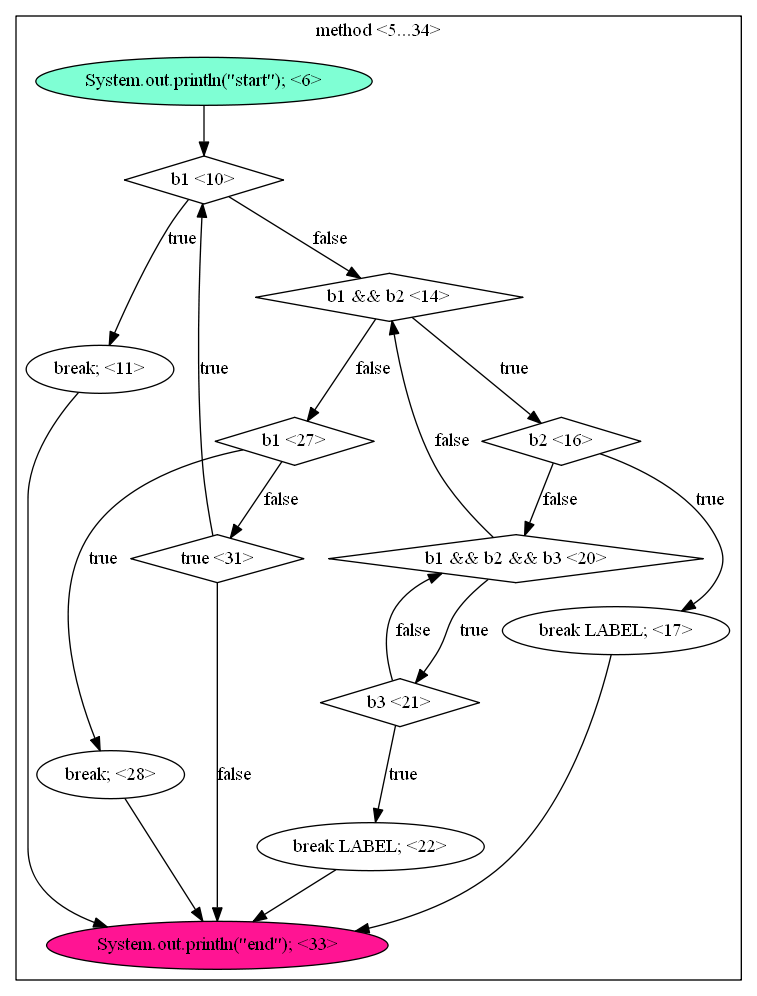 method <5...34>
System.out.println("start"); <6>
b1 <10>
true
false
b1 && b2 <14>
break; <11>
true
false
true
b1 <27>
b2 <16>
false
false
false
true
true
true <31>
b1 && b2 && b3 <20>
false
true
break LABEL; <17>
b3 <21>
break; <28>
false
true
break LABEL; <22>
System.out.println("end"); <33>